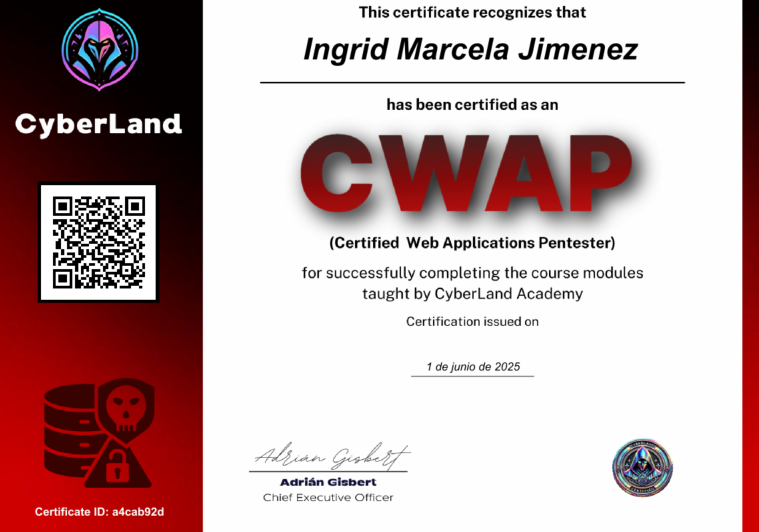 This certificate recognizes that
Ingrid Marcela Jimenez
has been certified as an
CWAP
(Certified Web Applications Pentester)
for successfully completing the course modules
taught by CyberLand Academy
Certification issued on
1 de junio de 2025
Adrián Gisbert
Adrián Gisbert
Chief Executive Officer
CyberLand
Certificate ID: a4cab92d